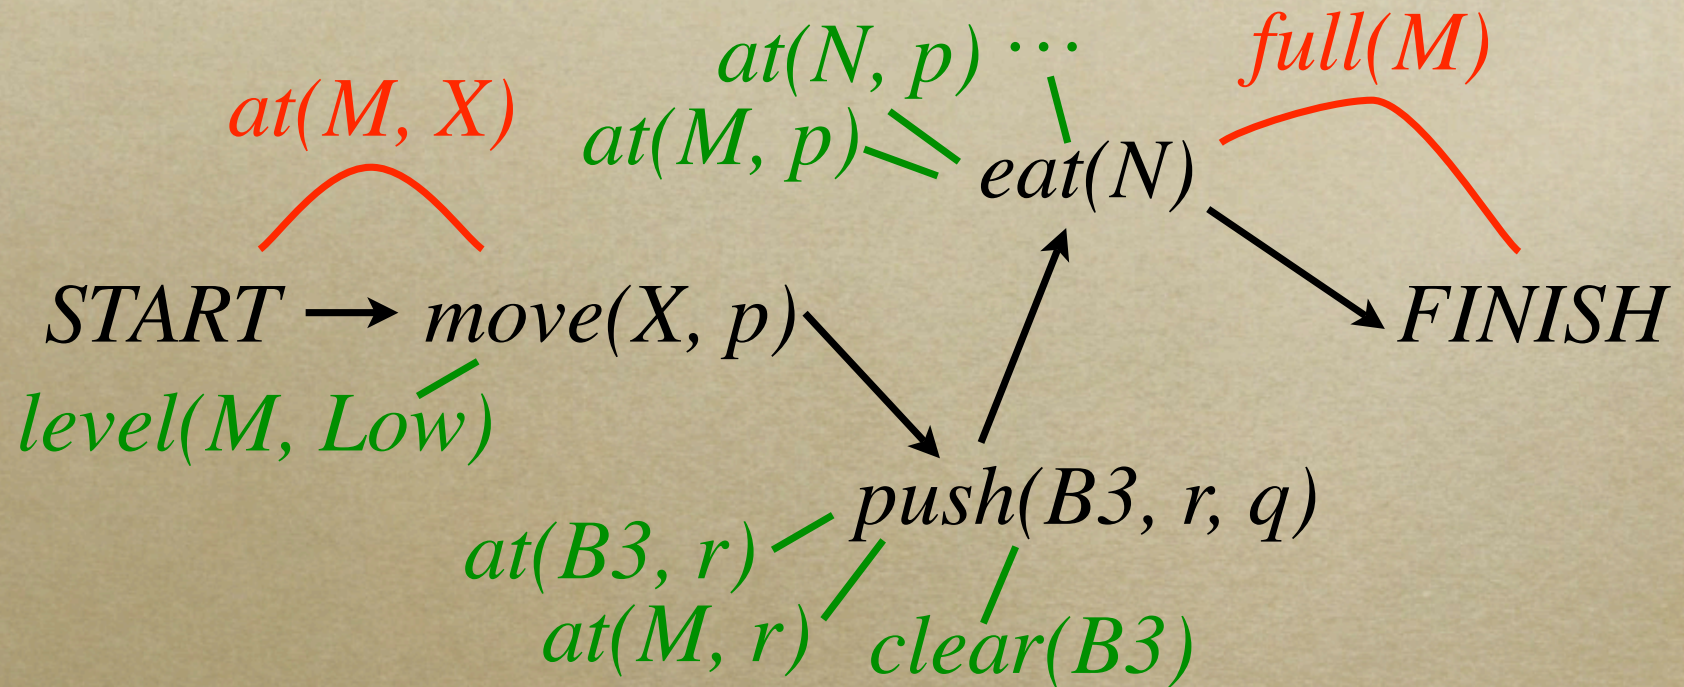 at(N, p) ...
full(M)
at(M, X)
at(M, p)
eat(N)
START
move(X, p)
FINISH
level(M, Low)
push(B3, r, q)
at(B3, r)
at(M, r)
clear(B3)